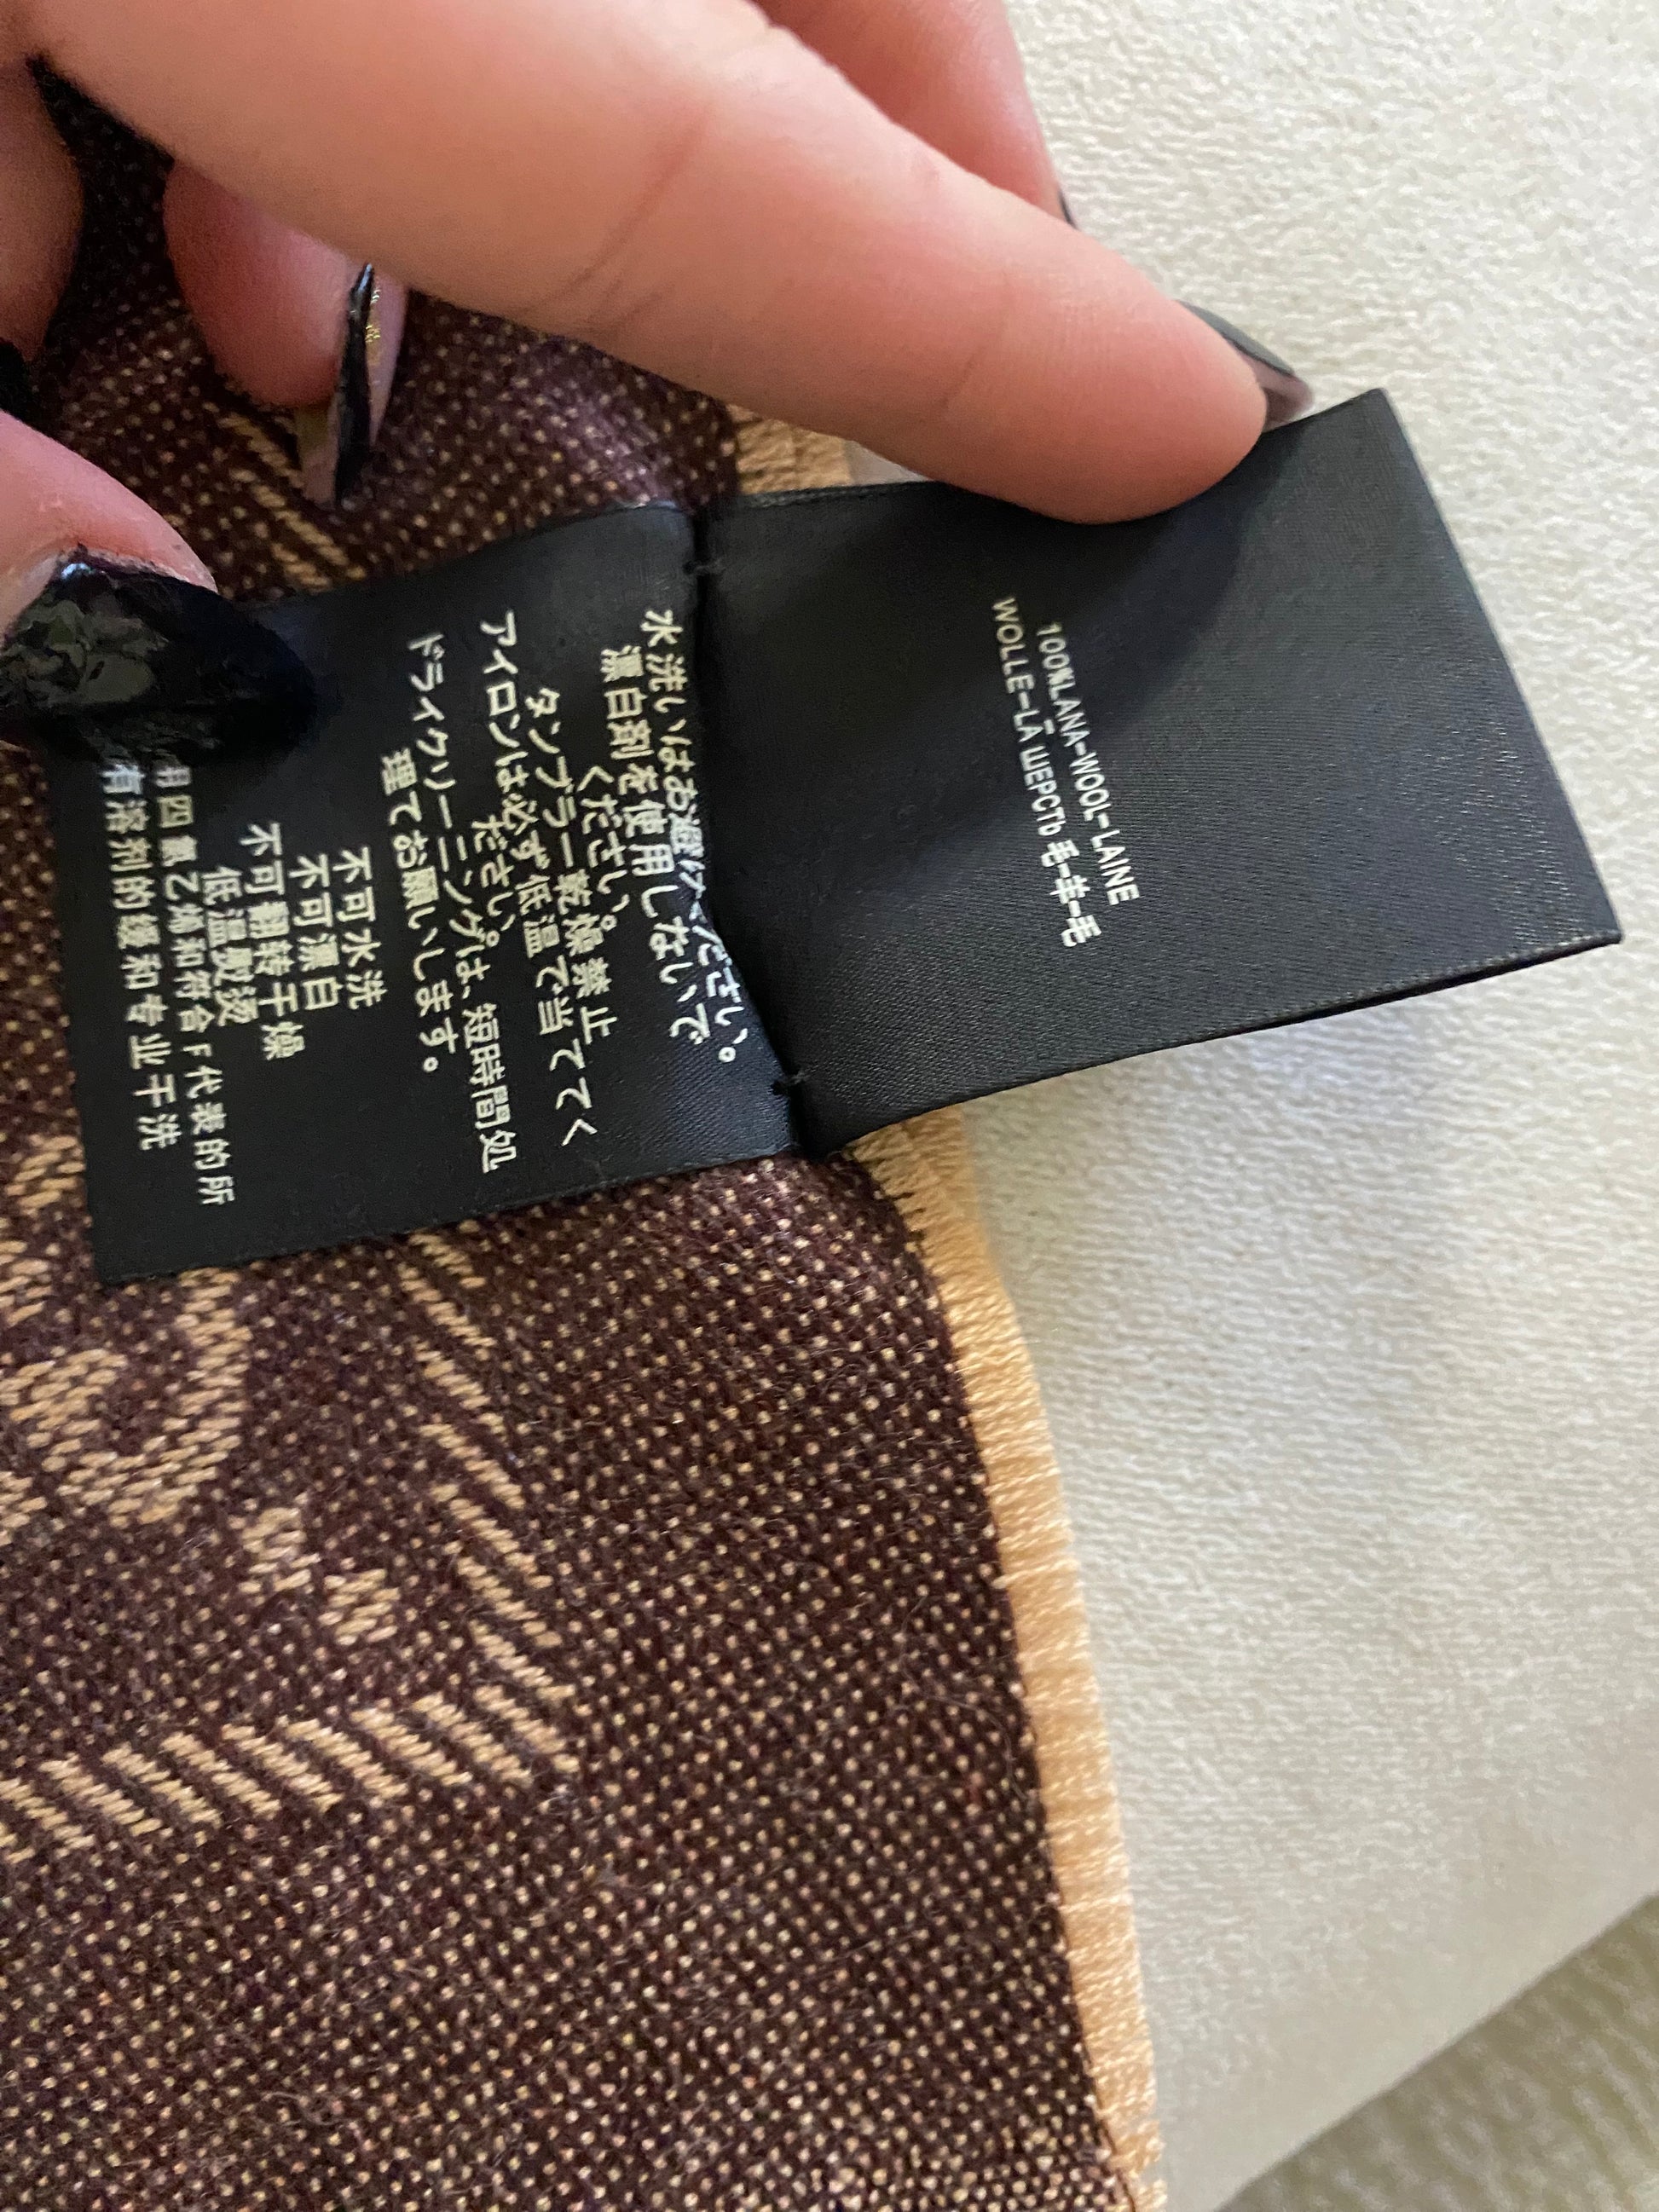 100%LANA-WOOL-LAINE
WOLLE-LA ШЕРСТЬ 毛-羊-毛
水洗いはお避けください。
漂白剤を使用しないで
ください。
タンブラー乾燥禁止
アイロンは必ず低温で当ててく
ださい。
ドライクリーニングは、短時間処
理てお願いします。
不可水洗
不可漂白
不可翻转干燥
低温熨烫
用四氯乙烯和符合F代表的所
有溶剂的缓和专业干洗